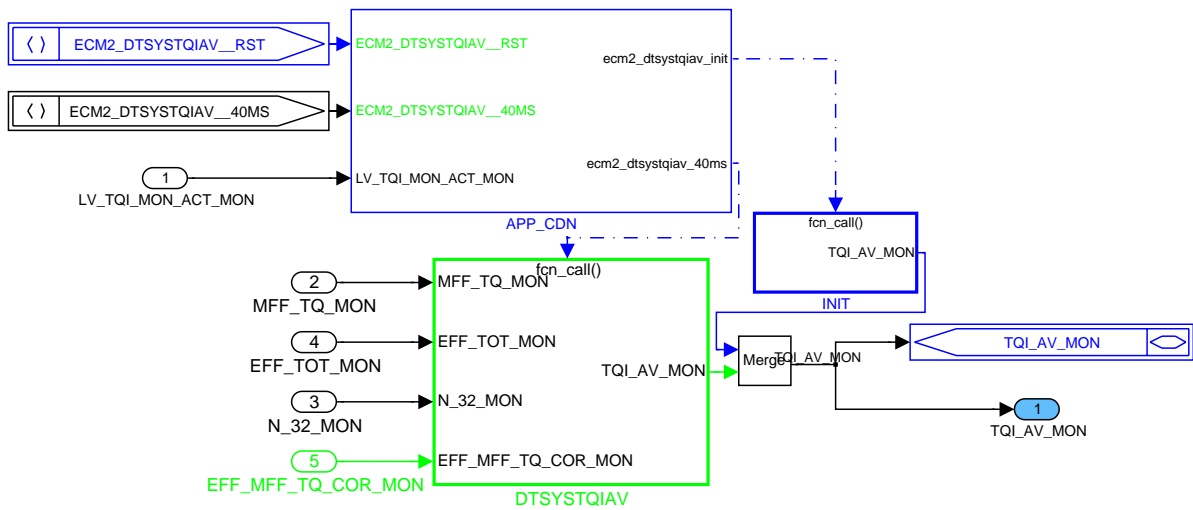 ECM2_DTSYSTQIAV__RST
ECM2_DTSYSTQIAV__RST
ecm2_dtsystqiav_init
ECM2_DTSYSTQIAV__40MS
ECM2_DTSYSTQIAV__40MS
ecm2_dtsystqiav_40ms
1
LV_TQI_MON_ACT_MON
LV_TQI_MON_ACT_MON
APP_CDN
fcn_call()
TQI_AV_MON
INIT
fcn_call()
2
MFF_TQ_MON
MFF_TQ_MON
4
EFF_TOT_MON
EFF_TOT_MON
TQI_AV_MON
3
N_32_MON
N_32_MON
5
EFF_MFF_TQ_COR_MON
EFF_MFF_TQ_COR_MON
DTSYSTQIAV
Merge
TQI_AV_MON
TQI_AV_MON
1
TQI_AV_MON